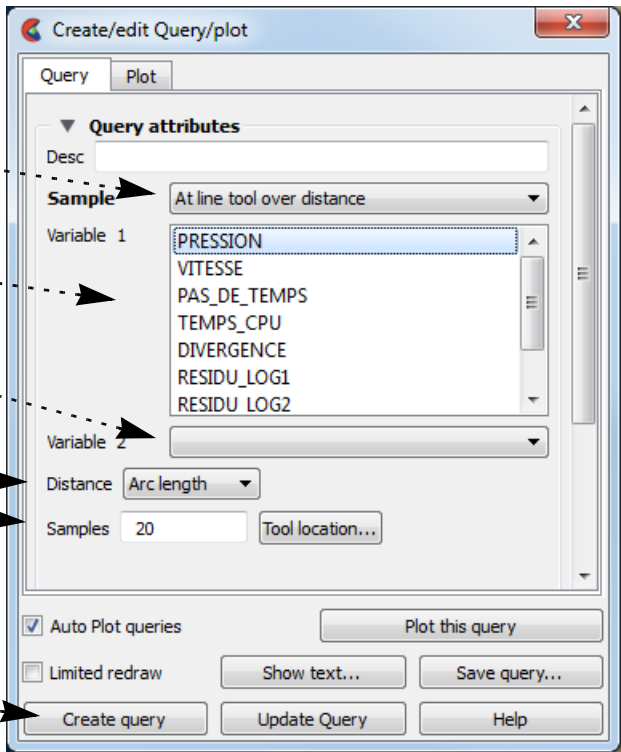 Create/edit Query/plot
Query Plot
Query attributes
Desc
Sample At line tool over distance
Variable 1 PRESSION
VITESSE
PAS_DE_TEMPS
TEMPS_CPU
DIVERGENCE
RESIDU_LOG1
RESIDU_LOG2
Variable 2
Distance Arc length
Samples 20 Tool location...
Auto Plot queries Plot this query
Limited redraw Show text... Save query...
Create query Update Query Help